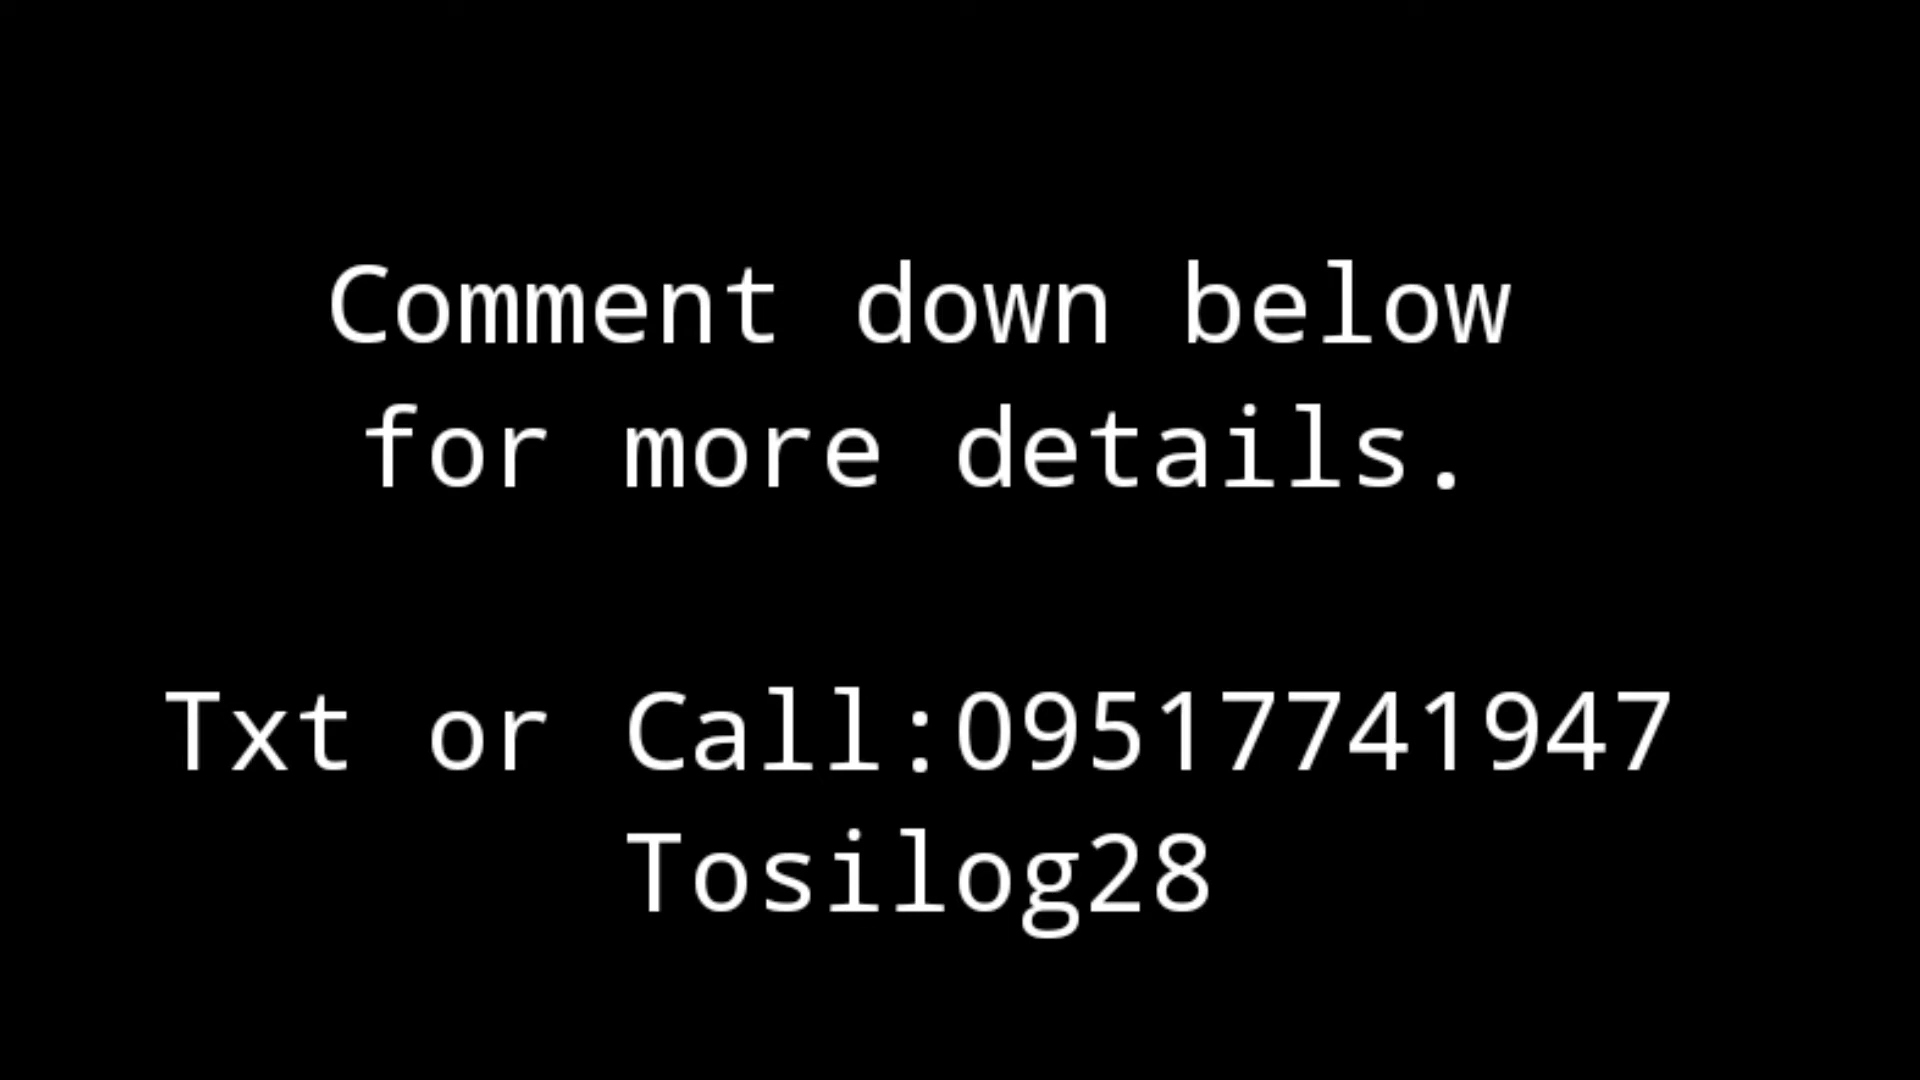 Comment down below
for more details.
Txt or Call:09517741947
Tosilog28